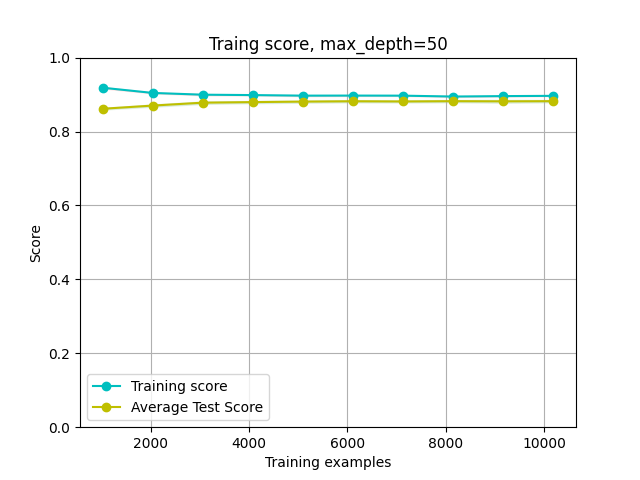 Traing score, max_depth=50
1.0
0.8
0.6
0.4
0.2
0.0
Score
Training score
Average Test Score
2000
4000
6000
8000
10000
Training examples